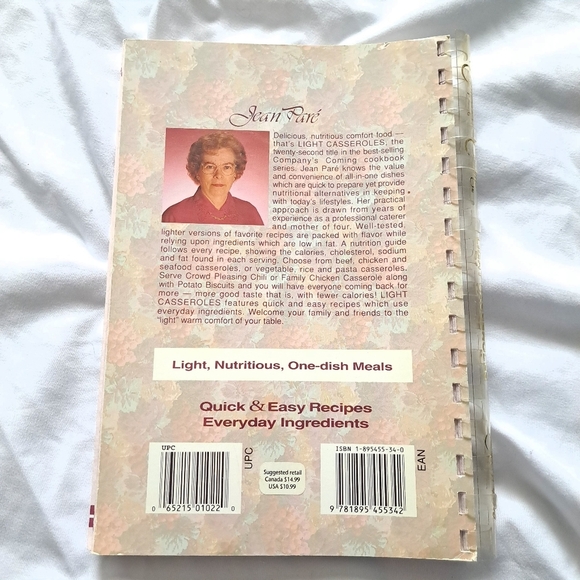 Jean Paré
Delicious, nutritious comfort food —
that's LIGHT CASSEROLES, the
twenty-second title in the best-selling
Company's Coming cookbook
series. Jean Paré knows the value
and convenience of all-in-one dishes
which are quick to prepare yet provide
nutritional alternatives in keeping
with today's lifestyles. Her practical
approach is drawn from years of
experience as a professional caterer
and mother of four. Well-tested,
lighter versions of favorite recipes are packed with flavor while
relying upon ingredients which are low in fat. A nutrition guide
follows every recipe, showing the calories, cholesterol, sodium
and fat found in each serving. Choose from beef, chicken and
seafood casseroles, or vegetable, rice and pasta casseroles.
Serve Crowd Pleasing Chili or Family Chicken Casserole along
with Potato Biscuits and you will have everyone coming back for
more — more good taste that is, with fewer calories! LIGHT
CASSEROLES features quick and easy recipes which use
everyday ingredients. Welcome your family and friends to the
"light" warm comfort of your table.
Light, Nutritious, One-dish Meals
Quick & Easy Recipes
Everyday Ingredients
UPC
UPC
0 65215 01022 0
Suggested retail
Canada $14.99
USA $10.99
ISBN 1-895455-34-0
EAN
9 781895 455342